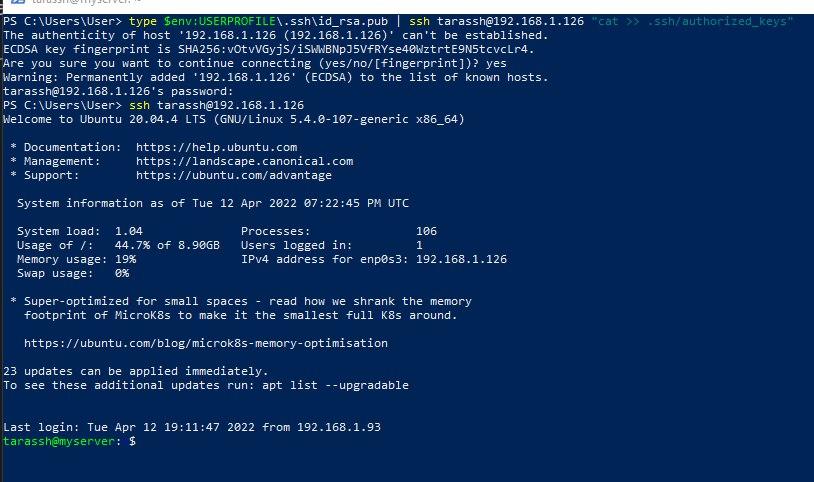 tarassh@myserver: ~
PS C:\Users\User> type $env:USERPROFILE\.ssh\id_rsa.pub | ssh tarassh@192.168.1.126 "cat >> .ssh/authorized_keys"
The authenticity of host '192.168.1.126 (192.168.1.126)' can't be established.
ECDSA key fingerprint is SHA256:vOtvVGyjS/iSWWBNpJ5VfRYse40WztrtE9N5tcvcLr4.
Are you sure you want to continue connecting (yes/no/[fingerprint])? yes
Warning: Permanently added '192.168.1.126' (ECDSA) to the list of known hosts.
tarassh@192.168.1.126's password:
PS C:\Users\User> ssh tarassh@192.168.1.126
Welcome to Ubuntu 20.04.4 LTS (GNU/Linux 5.4.0-107-generic x86_64)
* Documentation:  https://help.ubuntu.com
* Management:     https://landscape.canonical.com
* Support:        https://ubuntu.com/advantage
System information as of Tue 12 Apr 2022 07:22:45 PM UTC
System load:  1.04              Processes:               106
Usage of /:   44.7% of 8.90GB   Users logged in:         1
Memory usage: 19%               IPv4 address for enp0s3: 192.168.1.126
Swap usage:   0%
* Super-optimized for small spaces - read how we shrank the memory
footprint of MicroK8s to make it the smallest full K8s around.
https://ubuntu.com/blog/microk8s-memory-optimisation
23 updates can be applied immediately.
To see these additional updates run: apt list --upgradable
Last login: Tue Apr 12 19:11:47 2022 from 192.168.1.93
tarassh@myserver: $